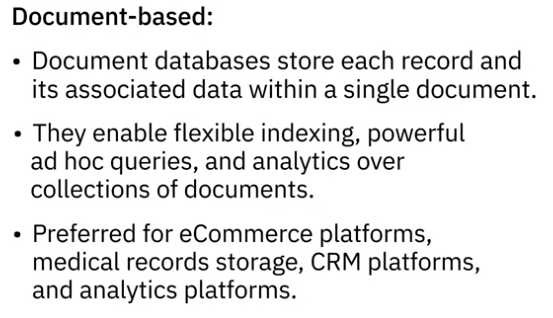 Document-based:
• Document databases store each record and
its associated data within a single document.
• They enable flexible indexing, powerful
ad hoc queries, and analytics over
collections of documents.
• Preferred for eCommerce platforms,
medical records storage, CRM platforms,
and analytics platforms.